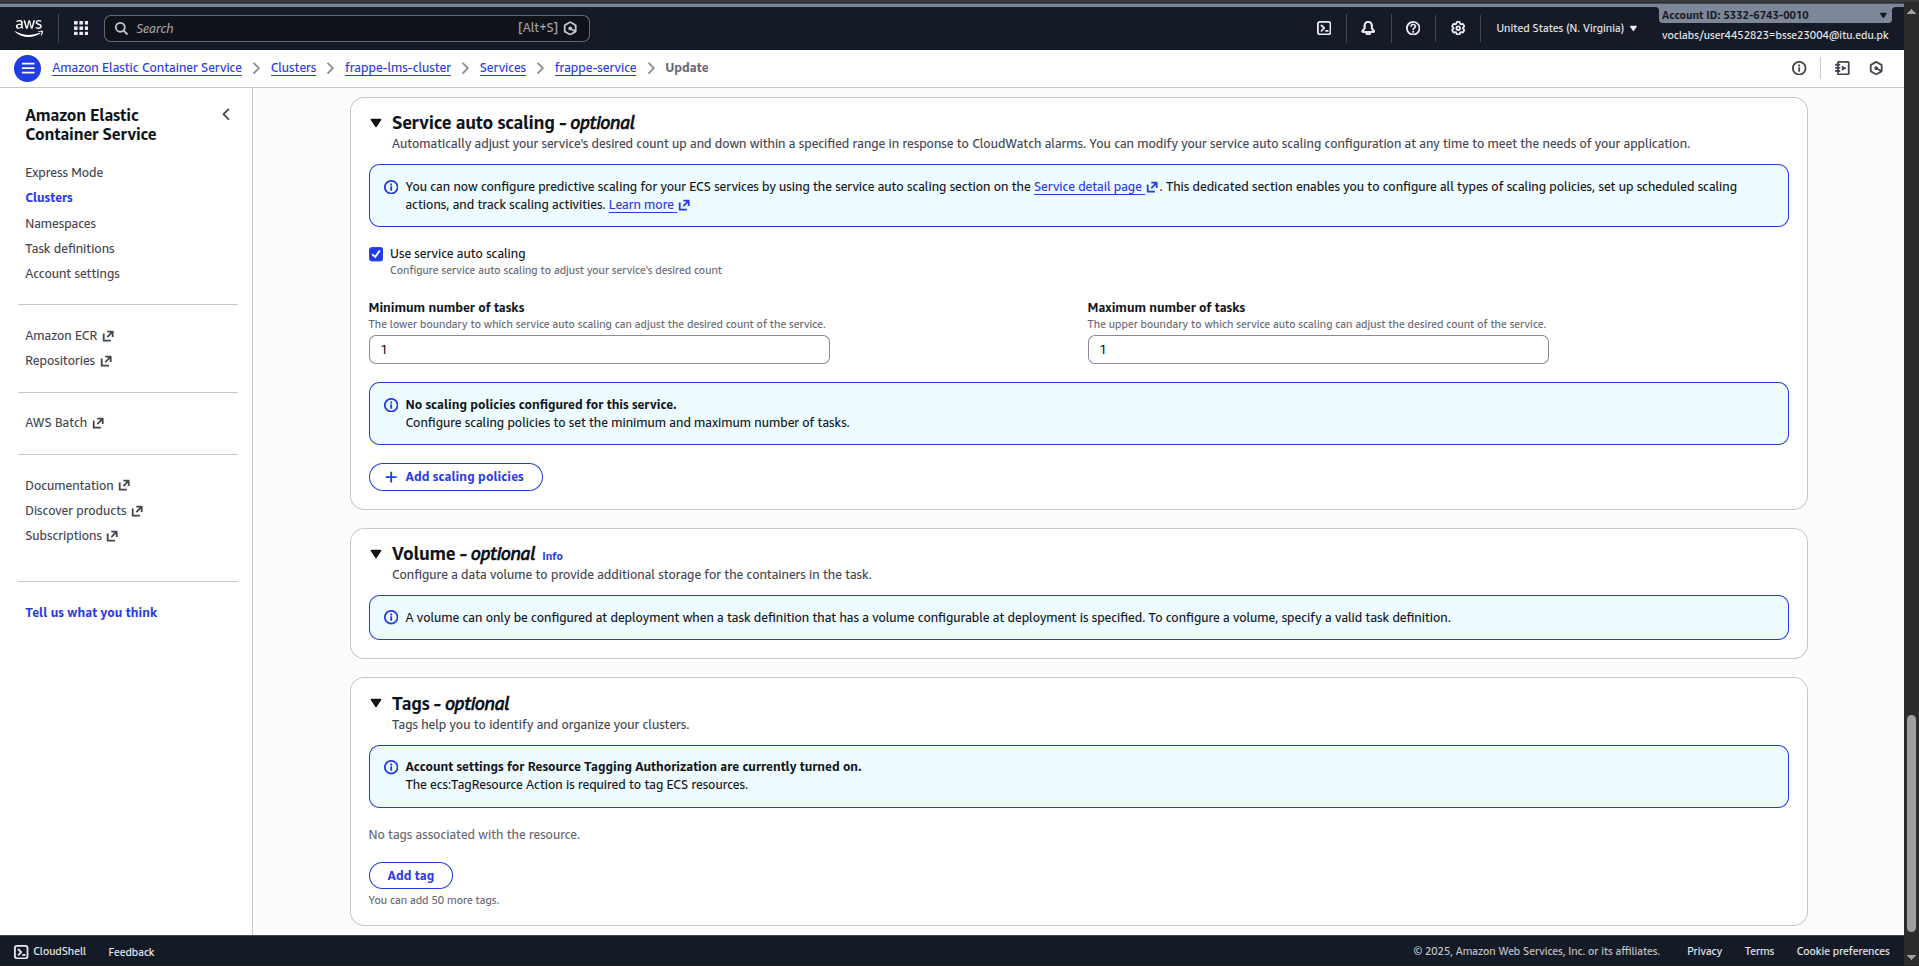 aws
Search [Alt+S]
United States (N. Virginia)
Account ID: 5332-6743-0010
voclabs/user4452823=bsse23004@itu.edu.pk
Amazon Elastic Container Service > Clusters > frappe-lms-cluster > Services > frappe-service > Update
Amazon Elastic
Container Service
Express Mode
Clusters
Namespaces
Task definitions
Account settings
Amazon ECR
Repositories
AWS Batch
Documentation
Discover products
Subscriptions
Tell us what you think
Service auto scaling - optional
Automatically adjust your service's desired count up and down within a specified range in response to CloudWatch alarms. You can modify your service auto scaling configuration at any time to meet the needs of your application.
You can now configure predictive scaling for your ECS services by using the service auto scaling section on the Service detail page. This dedicated section enables you to configure all types of scaling policies, set up scheduled scaling
actions, and track scaling activities. Learn more
Use service auto scaling
Configure service auto scaling to adjust your service's desired count
Minimum number of tasks
The lower boundary to which service auto scaling can adjust the desired count of the service.
1
Maximum number of tasks
The upper boundary to which service auto scaling can adjust the desired count of the service.
1
No scaling policies configured for this service.
Configure scaling policies to set the minimum and maximum number of tasks.
+ Add scaling policies
Volume - optional Info
Configure a data volume to provide additional storage for the containers in the task.
A volume can only be configured at deployment when a task definition that has a volume configurable at deployment is specified. To configure a volume, specify a valid task definition.
Tags - optional
Tags help you to identify and organize your clusters.
Account settings for Resource Tagging Authorization are currently turned on.
The ecs:TagResource Action is required to tag ECS resources.
No tags associated with the resource.
Add tag
You can add 50 more tags.
CloudShell Feedback © 2025, Amazon Web Services, Inc. or its affiliates. Privacy Terms Cookie preferences